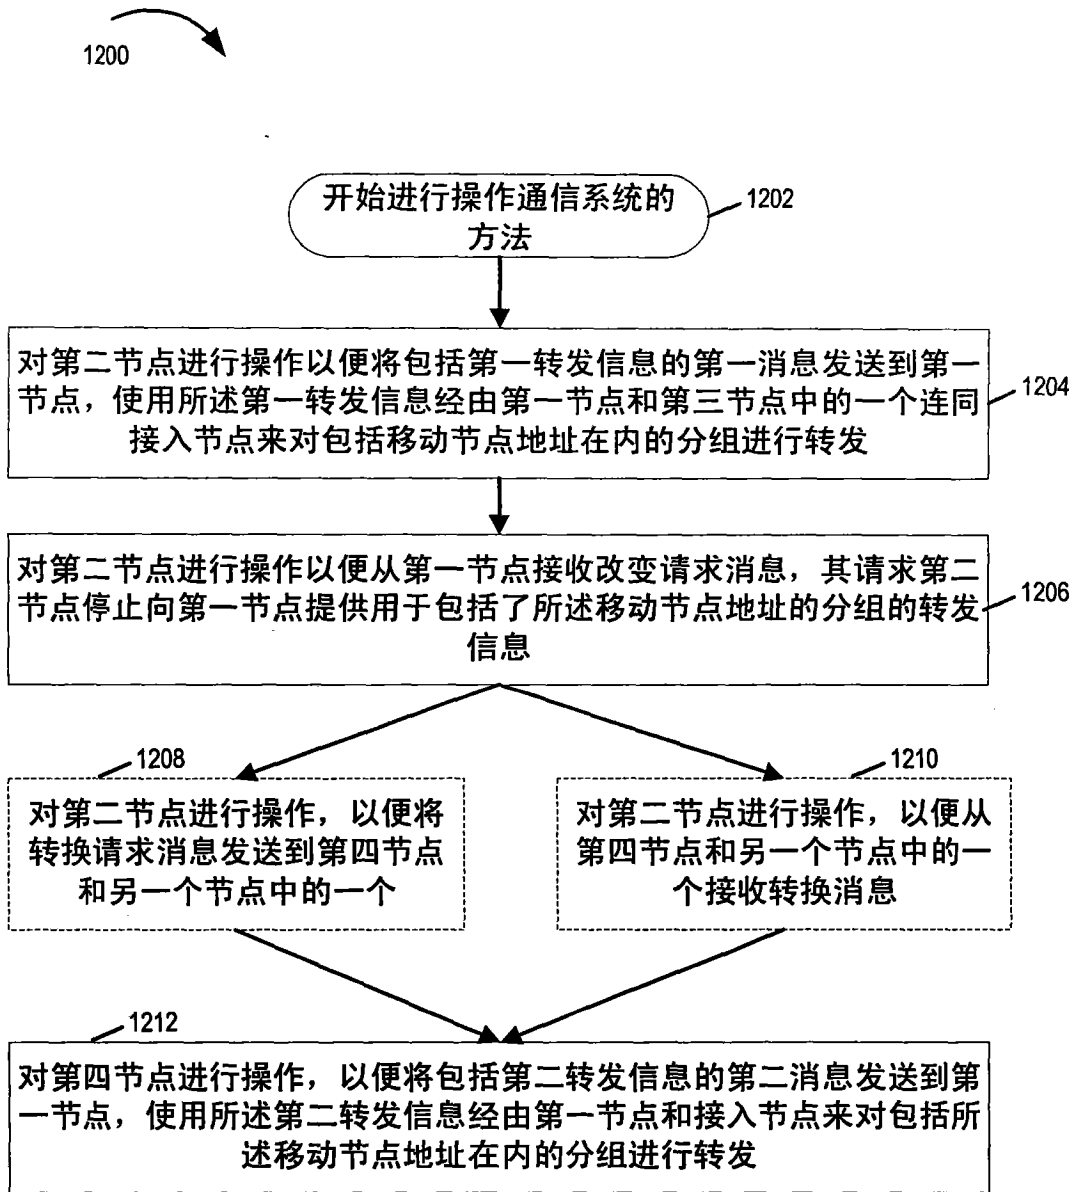 1200
开始进行操作通信系统的
方法
1202
对第二节点进行操作以便将包括第一转发信息的第一消息发送到第一
节点，使用所述第一转发信息经由第一节点和第三节点中的一个连同
接入节点来对包括移动节点地址在内的分组进行转发
1204
对第二节点进行操作以便从第一节点接收改变请求消息，其请求第二
节点停止向第一节点提供用于包括了所述移动节点地址的分组的转发
信息
1206
1208
对第二节点进行操作，以便将
转换请求消息发送到第四节点
和另一个节点中的一个
1210
对第二节点进行操作，以便从
第四节点和另一个节点中的一
个接收转换消息
1212
对第四节点进行操作，以便将包括第二转发信息的第二消息发送到第
一节点，使用所述第二转发信息经由第一节点和接入节点来对包括所
述移动节点地址在内的分组进行转发